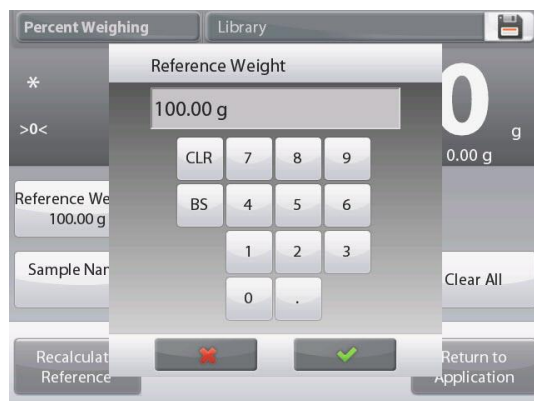 Percent Weighing
Library
Reference Weight
*
100.00 g
0
>0<
g
0.00 g
CLR 7 8 9
Reference We
100.00 g
BS 4 5 6
1 2 3
Sample Nar
Clear All
0 .
Recalculat
Reference
Return to
Application